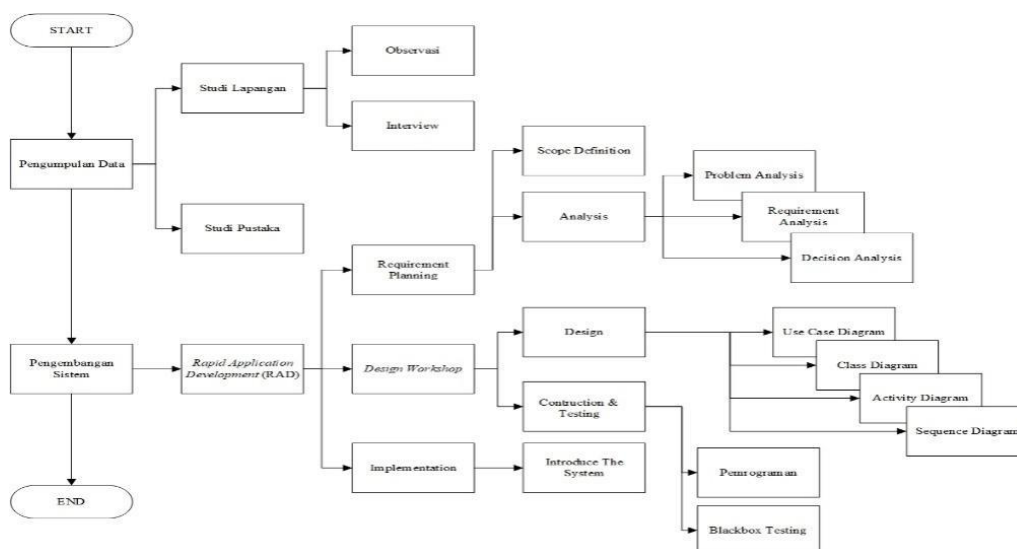 START
Observasi
Studi Lapangan
Interview
Pengumpulan Data
Scope Definition
Problem Analysis
Analysis
Requirement
Analysis
Studi Pustaka
Decision Analysis
Requirement
Planning
Design
Use Case Diagram
Pengembangan
Sistem
Rapid Application
Development (RAD)
Design Workshop
Class Diagram
Activity Diagram
Contruction &
Testing
Sequence Diagram
Implementation
Introduce The
System
Pemrograman
END
Blackbox Testing